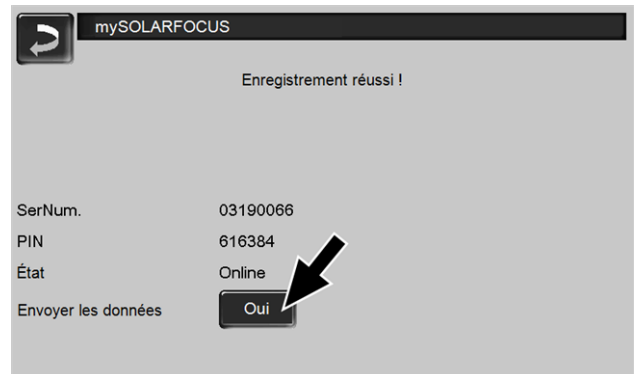 mySOLARFOCUS
Enregistrement réussi !
SerNum. 03190066
PIN 616384
État Online
Envoyer les données Oui